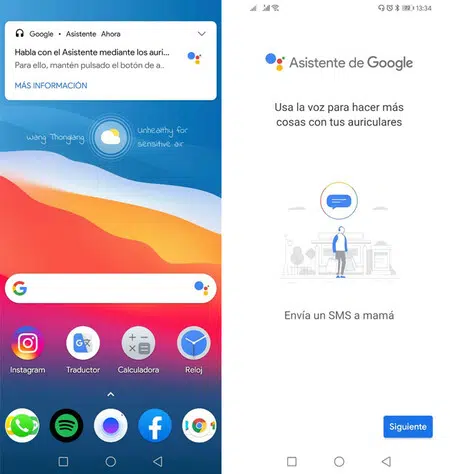 Google • Asistente Ahora
Habla con el Asistente mediante los auri...
Para ello, mantén pulsado el botón de a...
MÁS INFORMACIÓN
Wang Thonglang
Unhealthy for
sensitive air
Instagram
Traductor
Calculadora
Reloj
13:34
Asistente de Google
Usa la voz para hacer más
cosas con tus auriculares
Envía un SMS a mamá
Siguiente